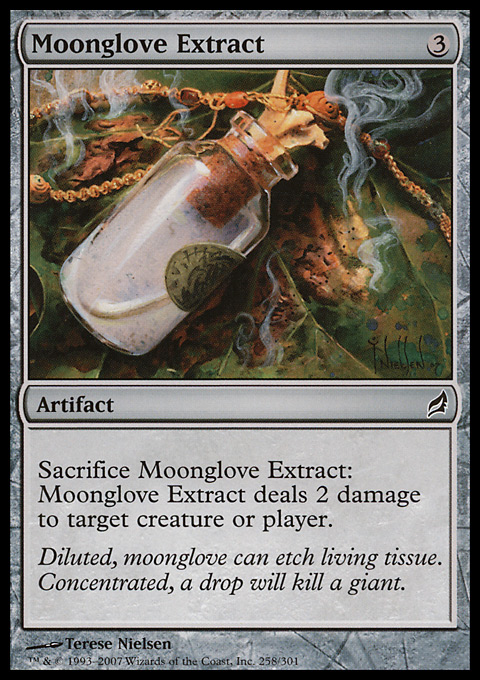 Moonglove Extract 3
NIELSEN
Artifact
Sacrifice Moonglove Extract:
Moonglove Extract deals 2 damage
to target creature or player.
Diluted, moonglove can etch living tissue.
Concentrated, a drop will kill a giant.
Terese Nielsen
™ & © 1993–2007 Wizards of the Coast, Inc. 258/301